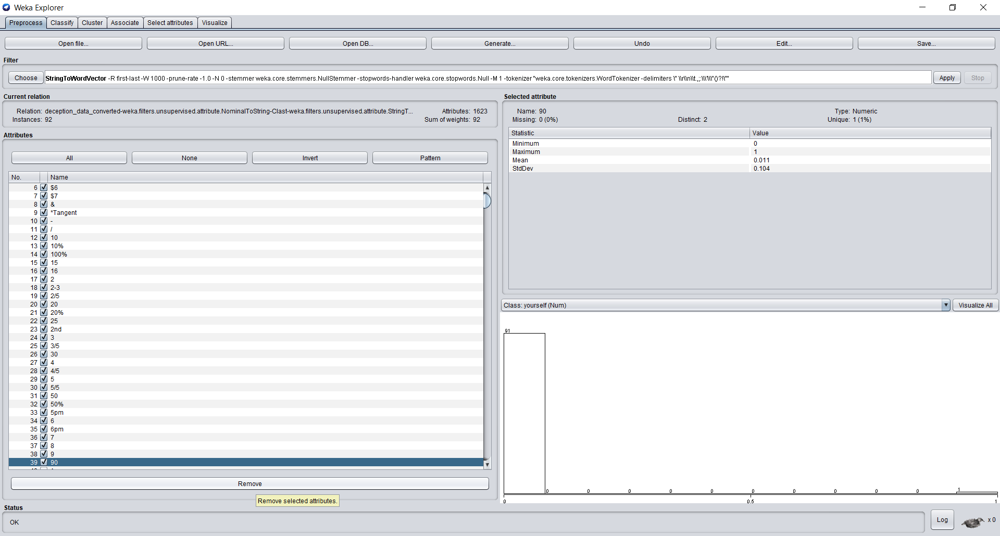 Weka Explorer
Preprocess Classify Cluster Associate Select attributes Visualize
Open file... Open URL... Open DB... Generate... Undo Edit... Save...
Filter
Choose StringToWordVector -R first-last -W 1000 -prune-rate -1.0 -N 0 -stemmer weka.core.stemmers.NullStemmer -stopwords-handler weka.core.stopwords.Null -M 1 -tokenizer "weka.core.tokenizers.WordTokenizer -delimiters \" \\r\\n\\t.,;:\\\'\\\"()?!\"" Apply Stop
Current relation
Relation: deception_data_converted-weka.filters.unsupervised.attribute.NominalToString-Clast-weka.filters.unsupervised.attribute.StringT... Attributes: 1623
Instances: 92 Sum of weights: 92
Attributes
All None Invert Pattern
No. Name
6 $6
7 $7
8 &
9 *Tangent
10 -
11 /
12 10
13 10%
14 100%
15 15
16 16
17 2
18 2-3
19 2/5
20 20
21 20%
22 25
23 2nd
24 3
25 3/5
26 30
27 4
28 4/5
29 5
30 5/5
31 50
32 50%
33 5pm
34 6
35 6pm
36 7
37 8
38 9
39 90
Remove
Remove selected attributes.
Selected attribute
Name: 90 Type: Numeric
Missing: 0 (0%) Distinct: 2 Unique: 1 (1%)
Statistic Value
Minimum 0
Maximum 1
Mean 0.011
StdDev 0.104
Class: yourself (Num) Visualize All
91
0 0 0 0 0 0 0 0 0 0 1
0 0.5 1
Status
OK Log x 0